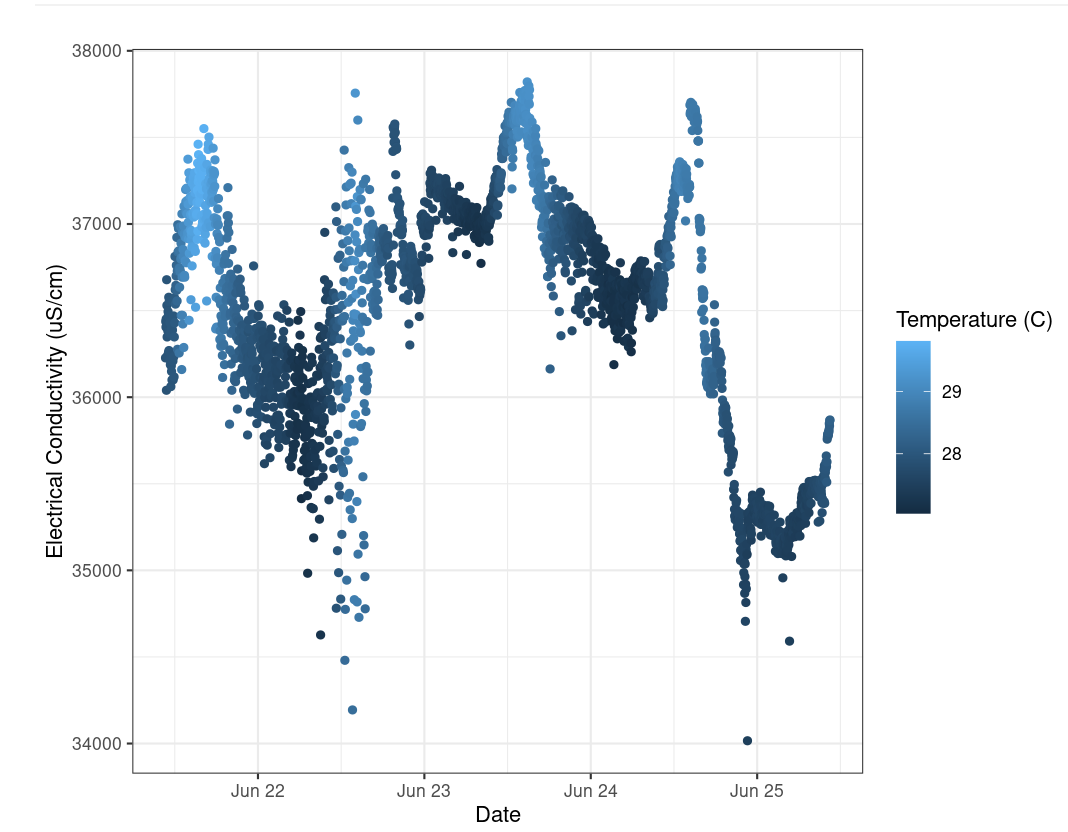 38000
37000
36000
35000
34000
Electrical Conductivity (uS/cm)
Jun 22
Jun 23
Jun 24
Jun 25
Date
Temperature (C)
29
28